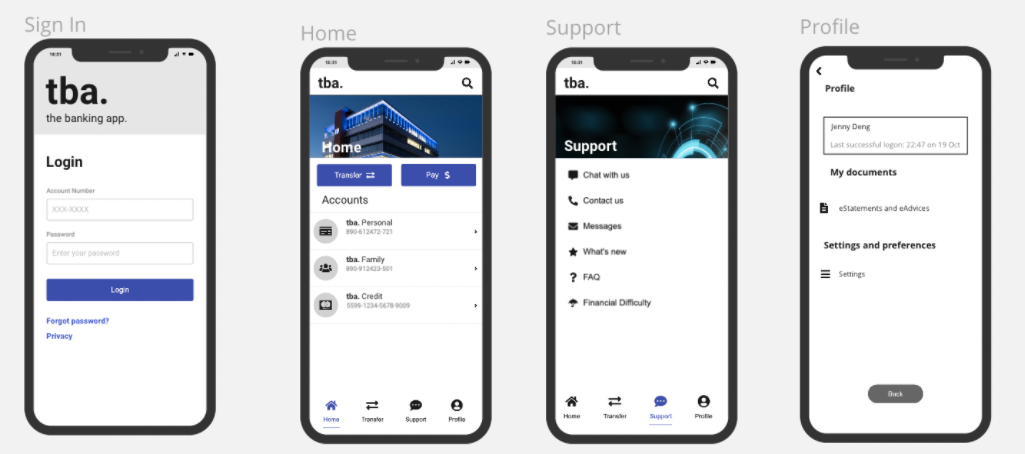 Sign In
10:31
tba.
the banking app.
Login
Account Number
XXX-XXXX
Password
Enter your password
Login
Forgot password?
Privacy
Home
10:31
tba.
Home
Transfer
Pay $
Accounts
tba. Personal
890-612472-721
tba. Family
890-912423-501
tba. Credit
5599-1234-5678-9009
Home Transfer Support Profile
Support
10:31
tba.
Support
Chat with us
Contact us
Messages
What's new
? FAQ
Financial Difficulty
Home Transfer Support Profile
Profile
Profile
Jenny Deng
Last successful logon: 22:47 on 19 Oct
My documents
eStatements and eAdvices
Settings and preferences
Settings
Back